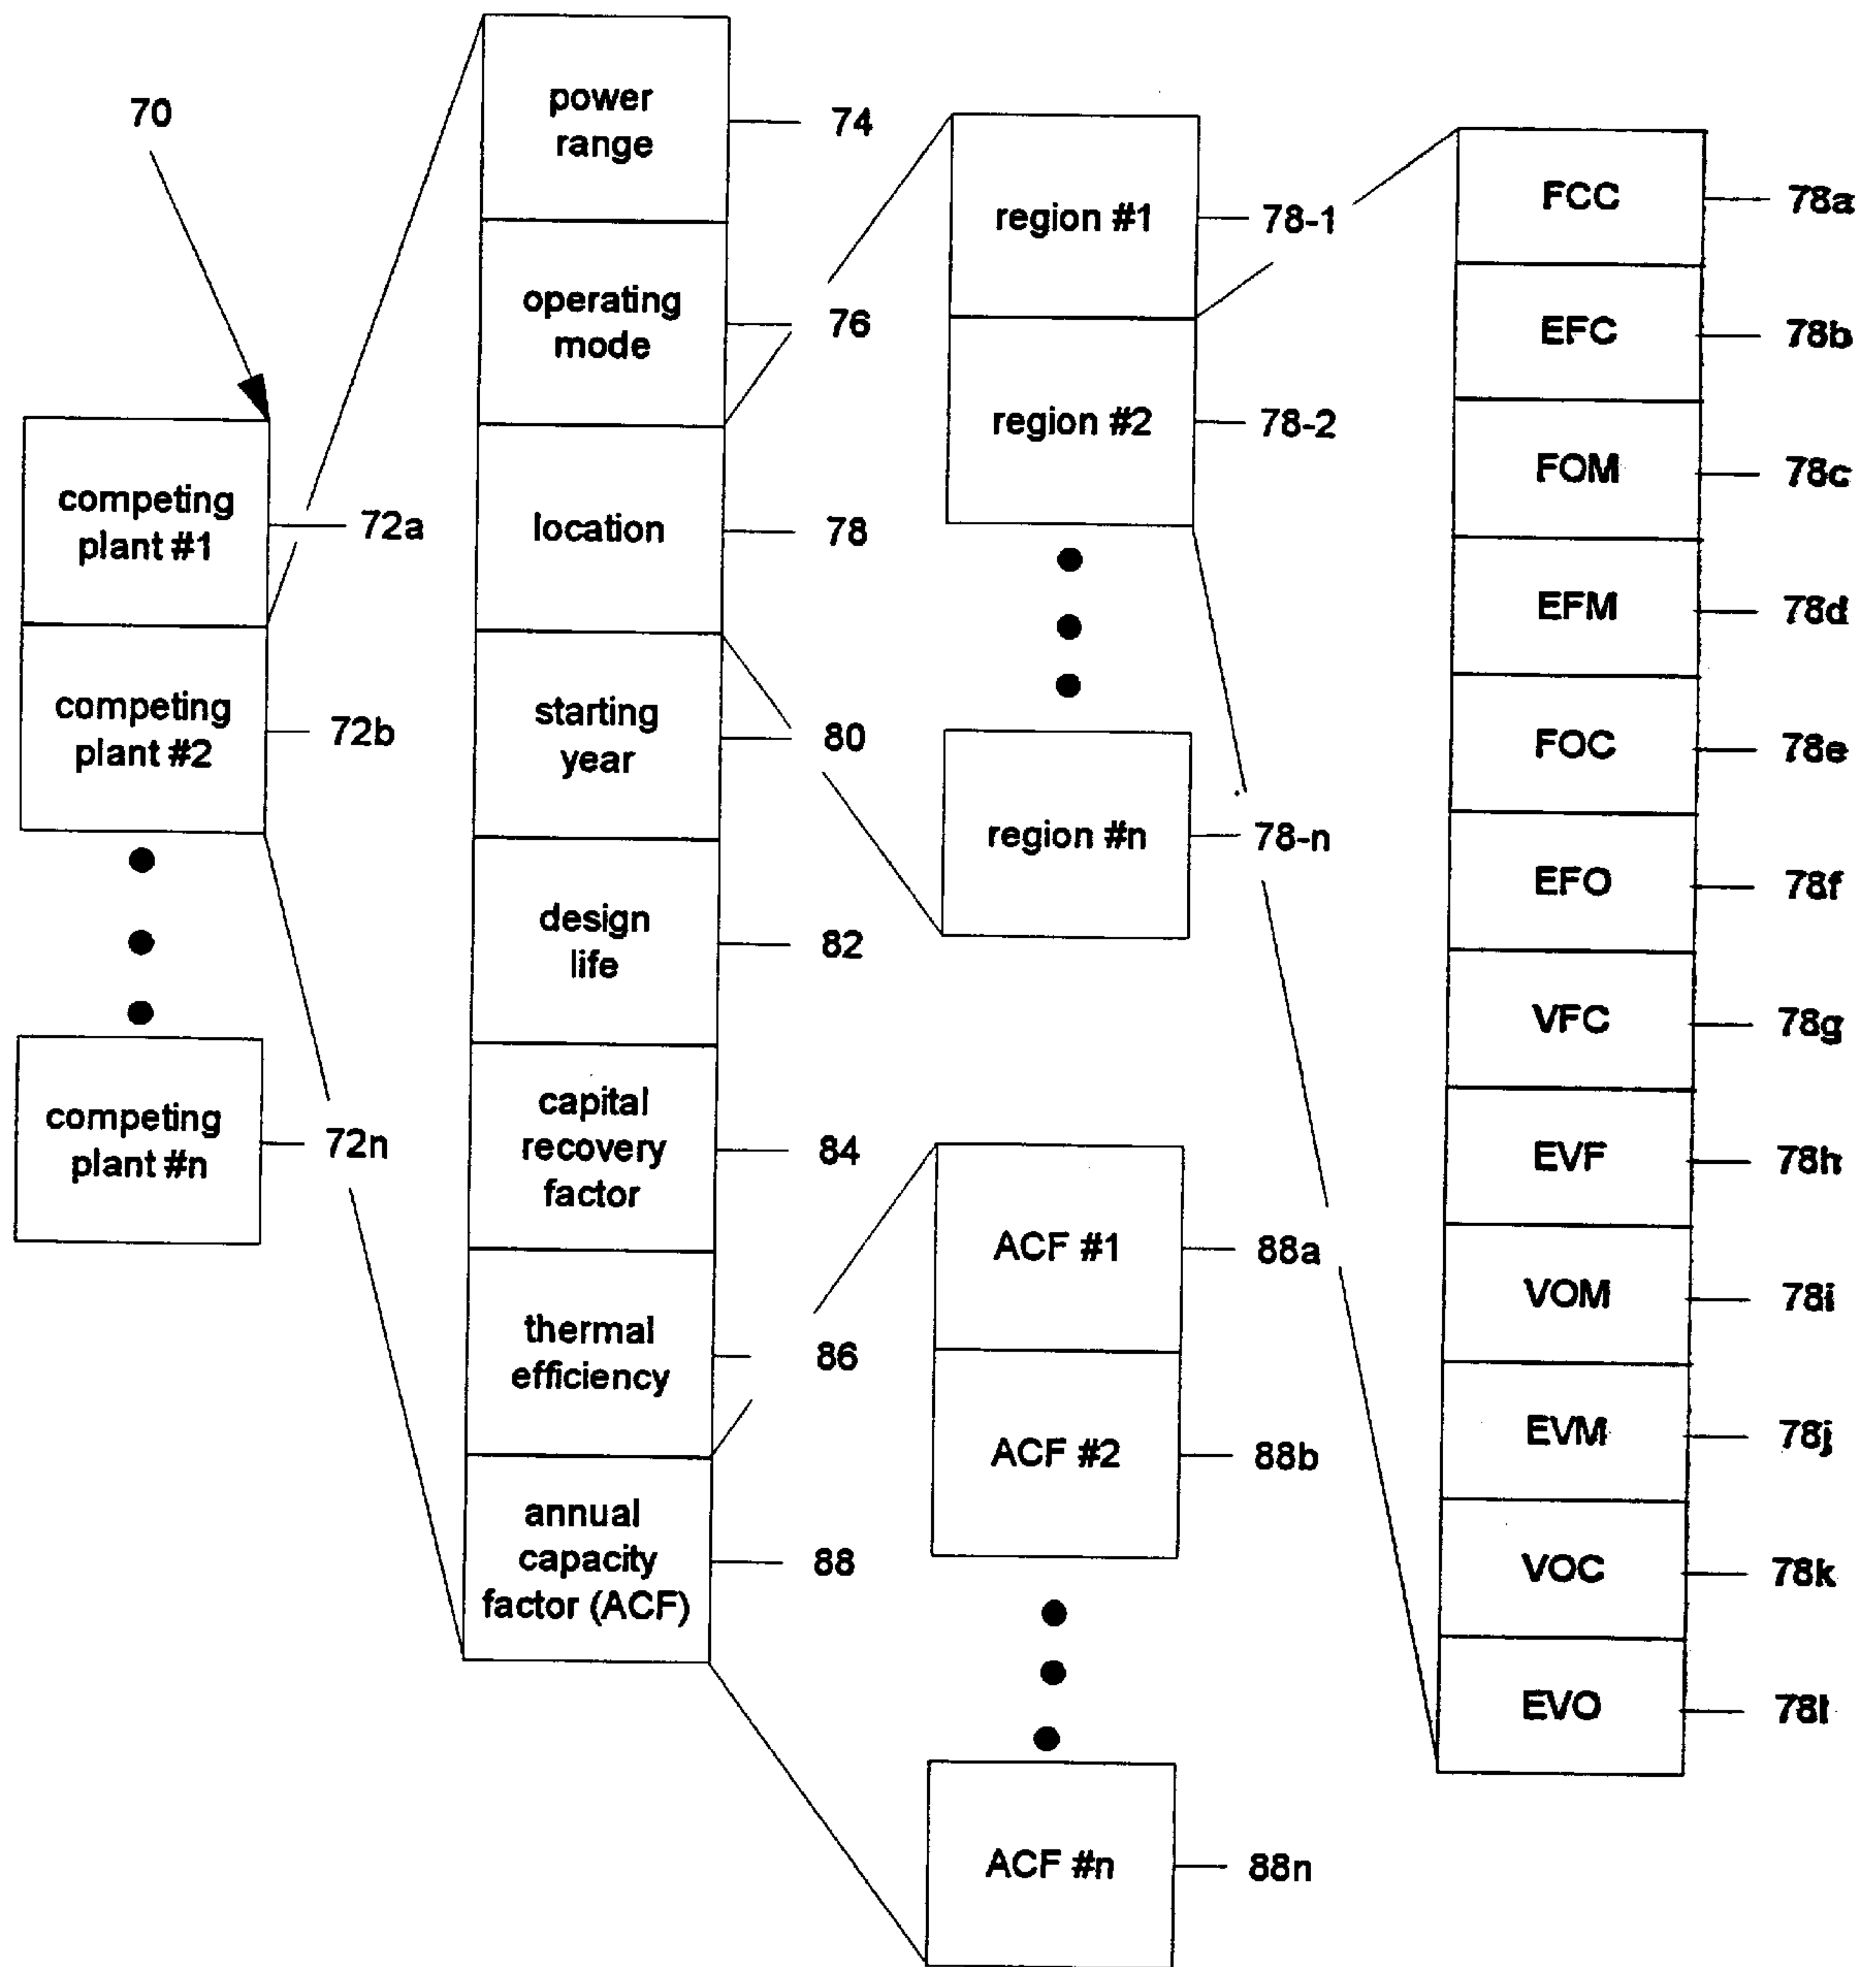 70
competing
plant #1
72a
competing
plant #2
72b
competing
plant #n
72n
power
range
74
operating
mode
76
location
78
starting
year
80
design
life
82
capital
recovery
factor
84
thermal
efficiency
86
annual
capacity
factor (ACF)
88
region #1
78-1
region #2
78-2
region #n
78-n
ACF #1
88a
ACF #2
88b
ACF #n
88n
FCC
78a
EFC
78b
FOM
78c
EFM
78d
FOC
78e
EFO
78f
VFC
78g
EVF
78h
VOM
78i
EVM
78j
VOC
78k
EVO
78l